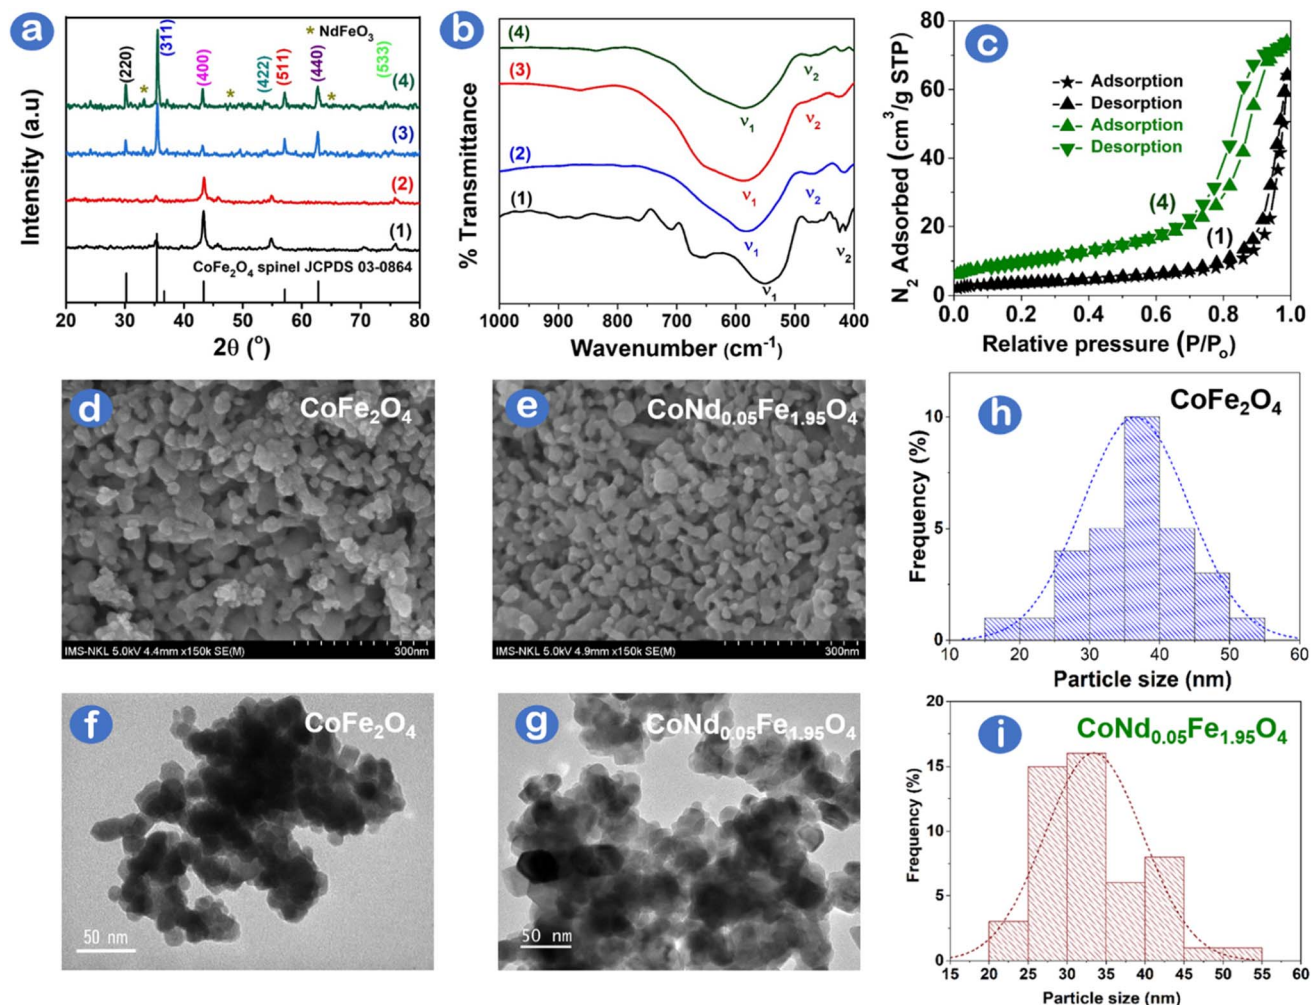 a
Intensity (a.u)
(220)
(311)
* NdFeO3
(400)
(422)
(511)
(440)
(533)
(4)
(3)
(2)
(1)
CoFe2O4 spinel JCPDS 03-0864
20 30 40 50 60 70 80
2θ (°)
b
% Transmittance
(4)
ν2
(3)
ν1
ν2
(2)
ν1
ν2
(1)
ν1
ν2
ν1
1000 900 800 700 600 500 400
Wavenumber (cm-1)
c
N2 Adsorbed (cm3/g STP)
80
60
40
20
0
Adsorption
Desorption
Adsorption
Desorption
(4)
(1)
0.0 0.2 0.4 0.6 0.8 1.0
Relative pressure (P/Po)
d
CoFe2O4
IMS-NKL 5.0kV 4.4mm x150k SE(M) 300nm
e
CoNd0.05Fe1.95O4
IMS-NKL 5.0kV 4.9mm x150k SE(M) 300nm
h
CoFe2O4
Frequency (%)
10
5
0
10 20 30 40 50 60
Particle size (nm)
f
CoFe2O4
50 nm
g
CoNd0.05Fe1.95O4
50 nm
i
CoNd0.05Fe1.95O4
Frequency (%)
20
15
10
5
0
15 20 25 30 35 40 45 50 55 60
Particle size (nm)